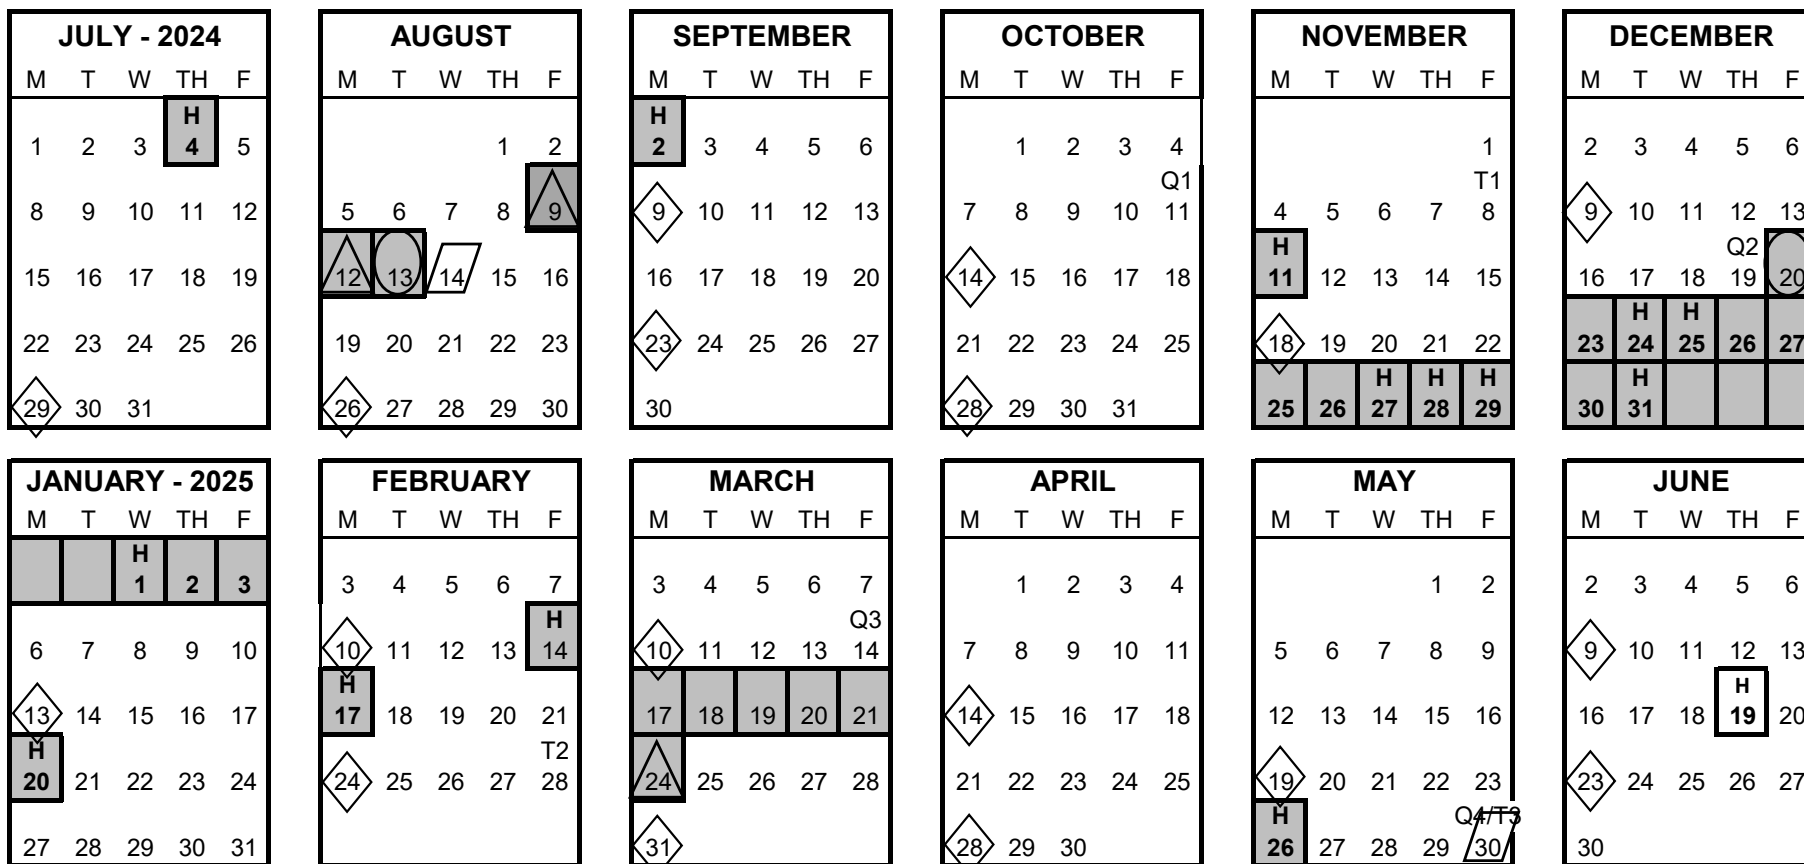 JULY - 2024
M T W TH F
H
1 2 3 4 5
8 9 10 11 12
15 16 17 18 19
22 23 24 25 26
29 30 31
AUGUST
M T W TH F
1 2
5 6 7 8 9
12 13 14 15 16
19 20 21 22 23
26 27 28 29 30
SEPTEMBER
M T W TH F
H
2 3 4 5 6
9 10 11 12 13
16 17 18 19 20
23 24 25 26 27
30
OCTOBER
M T W TH F
1 2 3 4
Q1
7 8 9 10 11
14 15 16 17 18
21 22 23 24 25
28 29 30 31
NOVEMBER
M T W TH F
1
T1
4 5 6 7 8
H
11 12 13 14 15
18 19 20 21 22
H H H
25 26 27 28 29
DECEMBER
M T W TH F
2 3 4 5 6
9 10 11 12 13
Q2
16 17 18 19 20
H H
23 24 25 26 27
H
30 31
JANUARY - 2025
M T W TH F
H
1 2 3
6 7 8 9 10
13 14 15 16 17
H
20 21 22 23 24
27 28 29 30 31
FEBRUARY
M T W TH F
3 4 5 6 7
H
10 11 12 13 14
H
17 18 19 20 21
T2
24 25 26 27 28
MARCH
M T W TH F
3 4 5 6 7
Q3
10 11 12 13 14
17 18 19 20 21
24 25 26 27 28
31
APRIL
M T W TH F
1 2 3 4
7 8 9 10 11
14 15 16 17 18
21 22 23 24 25
28 29 30
MAY
M T W TH F
1 2
5 6 7 8 9
12 13 14 15 16
19 20 21 22 23
H Q4/T3
26 27 28 29 30
JUNE
M T W TH F
2 3 4 5 6
9 10 11 12 13
H
16 17 18 19 20
23 24 25 26 27
30